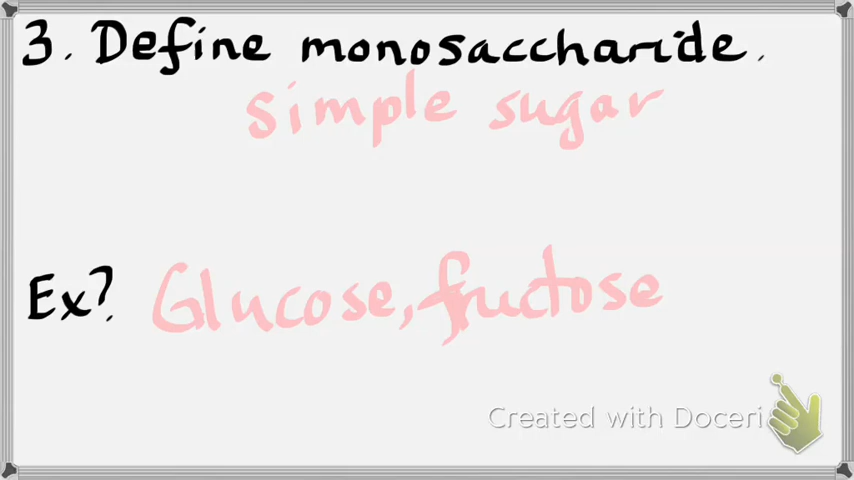 3. Define monosaccharide.
simple sugar
Ex? Glucose, fructose
Created with Doceri